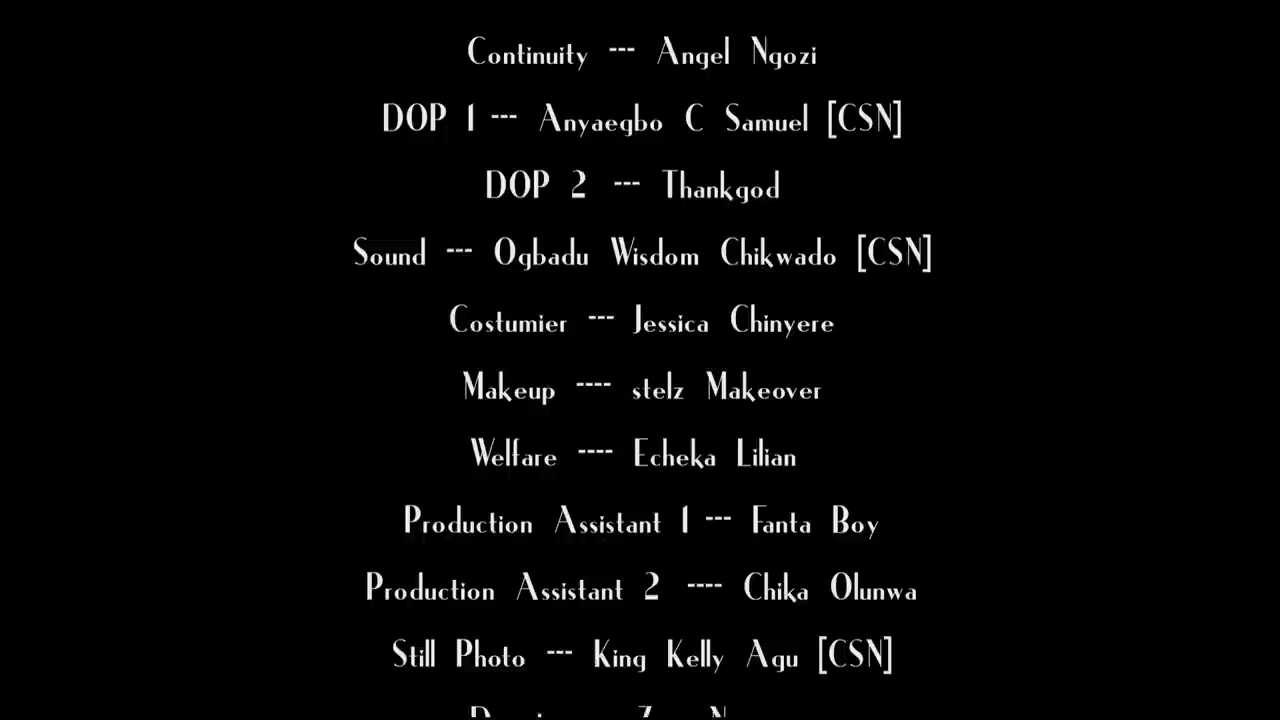 Continuity --- Angel Ngozi
DOP 1 --- Anyaegbo C Samuel [CSN]
DOP 2 --- Thankgod
Sound --- Ogbadu Wisdom Chikwado [CSN]
Costumier --- Jessica Chinyere
Makeup ---- stelz Makeover
Welfare ---- Echeka Lilian
Production Assistant 1 --- Fanta Boy
Production Assistant 2 ---- Chika Olunwa
Still Photo --- King Kelly Agu [CSN]